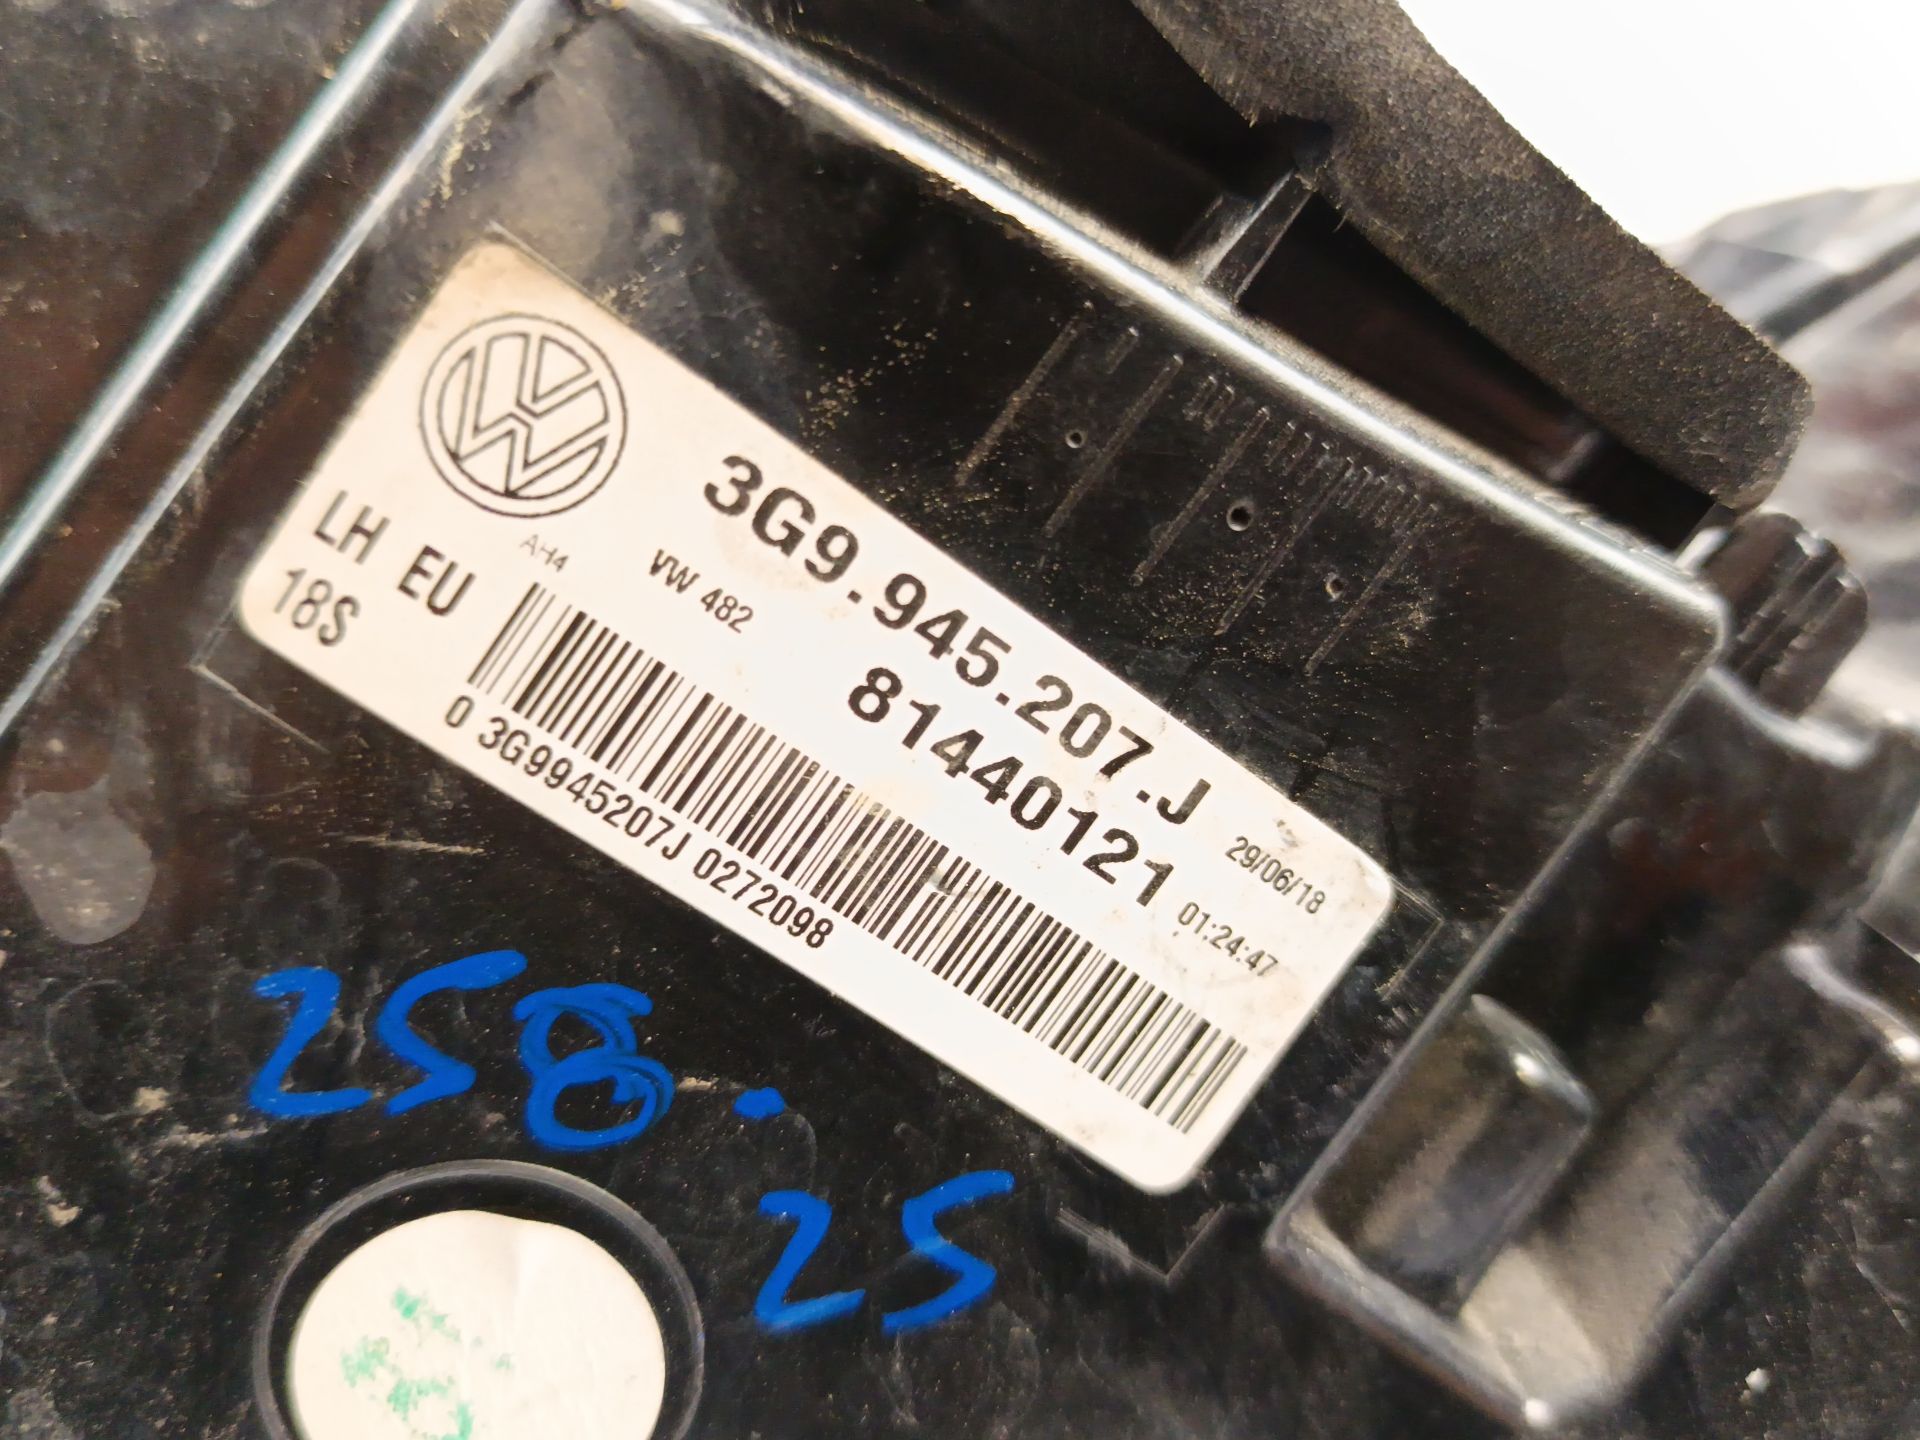 3G9.945.207.J
29/06/18
AH4
VW 482
81440121
01:24:47
LH EU
18S
0 3G9945207J 0272098
258.
25